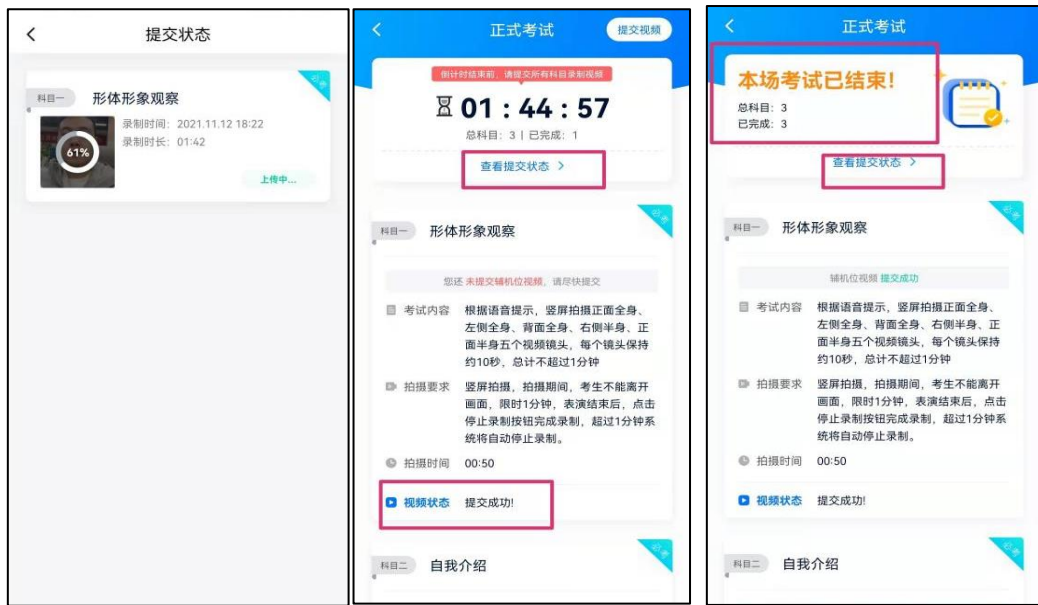 提交状态
必考
科目一 形体形象观察
录制时间: 2021.11.12 18:22
录制时长: 01:42
61%
上传中...
正式考试
提交视频
倒计时结束前, 请提交所有科目录制视频
01 : 44 : 57
总科目: 3 | 已完成: 1
查看提交状态 >
必考
科目一 形体形象观察
您还 未提交辅机位视频, 请尽快提交
考试内容 根据语音提示, 竖屏拍摄正面全身、
左侧全身、背面全身、右侧半身、正
面半身五个视频镜头, 每个镜头保持
约10秒, 总计不超过1分钟
拍摄要求 竖屏拍摄, 拍摄期间, 考生不能离开
画面, 限时1分钟, 表演结束后, 点击
停止录制按钮完成录制, 超过1分钟系
统将自动停止录制。
拍摄时间 00:50
视频状态 提交成功!
必考
科目二 自我介绍
正式考试
本场考试已结束!
总科目: 3
已完成: 3
查看提交状态 >
必考
科目一 形体形象观察
辅机位视频 提交成功
考试内容 根据语音提示, 竖屏拍摄正面全身、
左侧全身、背面全身、右侧半身、正
面半身五个视频镜头, 每个镜头保持
约10秒, 总计不超过1分钟
拍摄要求 竖屏拍摄, 拍摄期间, 考生不能离开
画面, 限时1分钟, 表演结束后, 点击
停止录制按钮完成录制, 超过1分钟系
统将自动停止录制。
拍摄时间 00:50
视频状态 提交成功!
必考
科目二 自我介绍